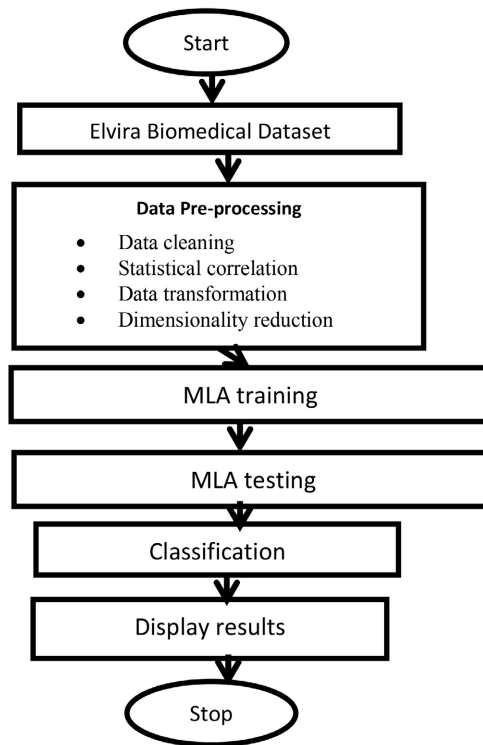 Start
Elvira Biomedical Dataset
Data Pre-processing
• Data cleaning
• Statistical correlation
• Data transformation
• Dimensionality reduction
MLA training
MLA testing
Classification
Display results
Stop